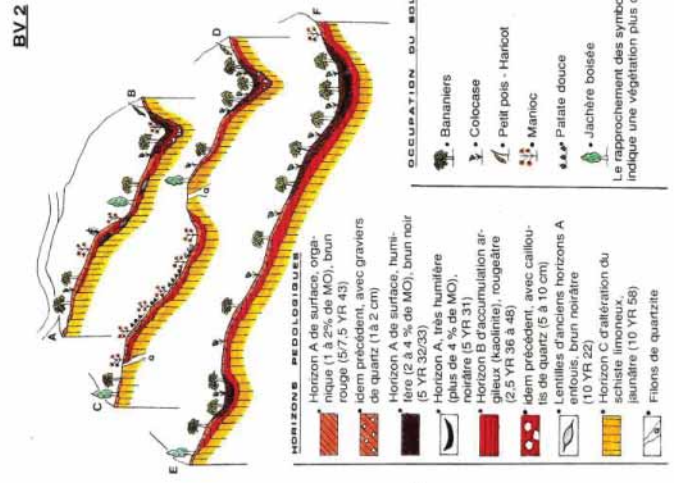 BV 2
A
B
C
D
E
F
a
a
HORIZONS PEDOLOGIQUES
Horizon A de surface, orga-
nique (1 à 2% de MO), brun
rouge (5/7,5 YR 43)
idem précédent, avec graviers
de quartz (1à 2 cm)
Horizon A de surface, humi-
fère (2 à 4 % de MO), brun noir
(5 YR 32/33)
Horizon A, très humifère
(plus de 4 % de MO),
noirâtre (5 YR 31)
Horizon B d'accumulation ar-
gileux (kaolinite), rougeâtre
(2,5 YR 36 à 48)
idem précédent, avec caillou-
tis de quartz (5 à 10 cm)
Lentilles d'anciens horizons A
enfouis, brun noirâtre
(10 YR 22)
Horizon C d'altération du
schiste limoneux,
jaunâtre (10 YR 58)
Filons de quartzite
a
OCCUPATION DU SOL
Bananiers
Colocase
Petit pois - Haricot
Manioc
Patate douce
Jachère boisée
Le rapprochement des
indique une végétation plus